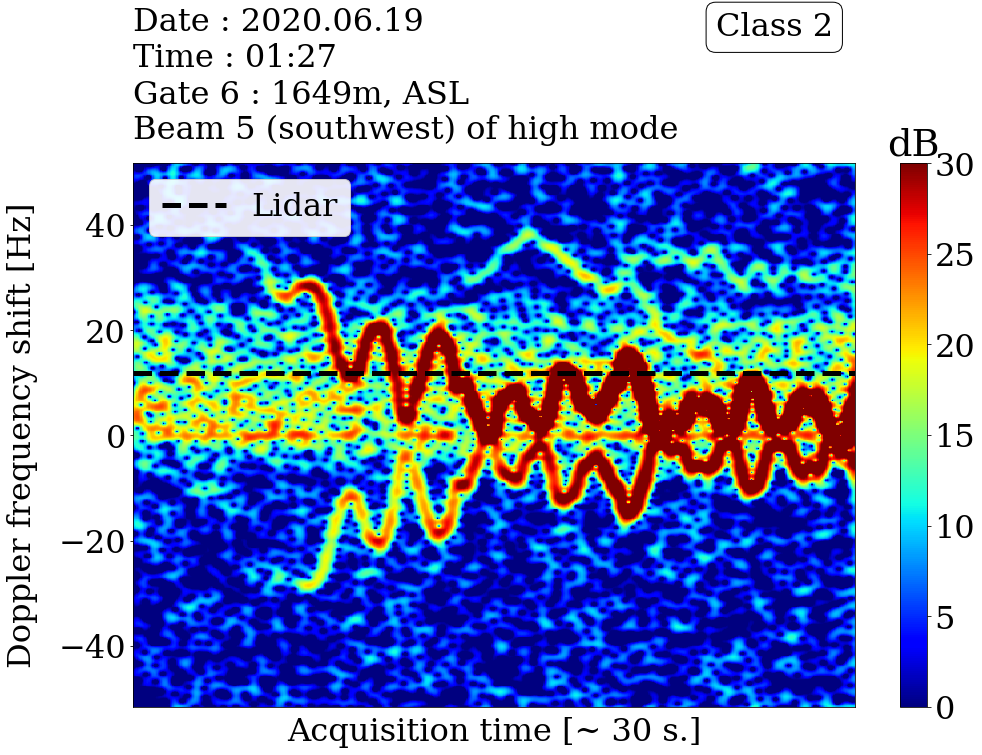 Date : 2020.06.19
Time : 01:27
Gate 6 : 1649m, ASL
Beam 5 (southwest) of high mode
Class 2
dB
Lidar
Doppler frequency shift [Hz]
40
20
0
−20
−40
30
25
20
15
10
5
0
Acquisition time [~ 30 s.]